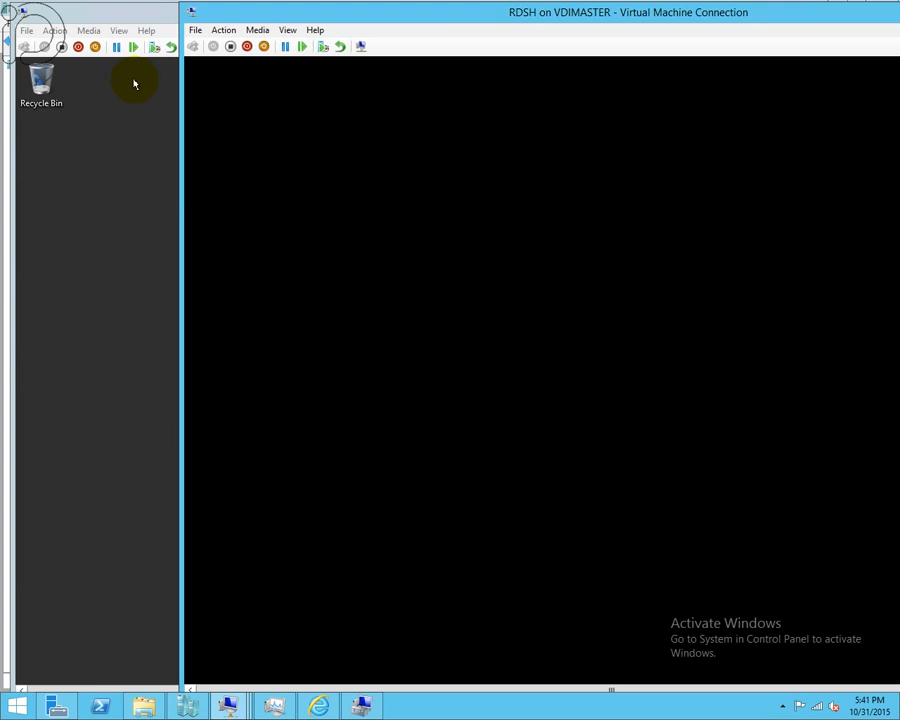 RDSH on VDIMASTER - Virtual Machine Connection
File Action Media View Help
File Action Media View Help
Recycle Bin
Activate Windows
Go to System in Control Panel to activate
Windows.
5:41 PM
10/31/2015